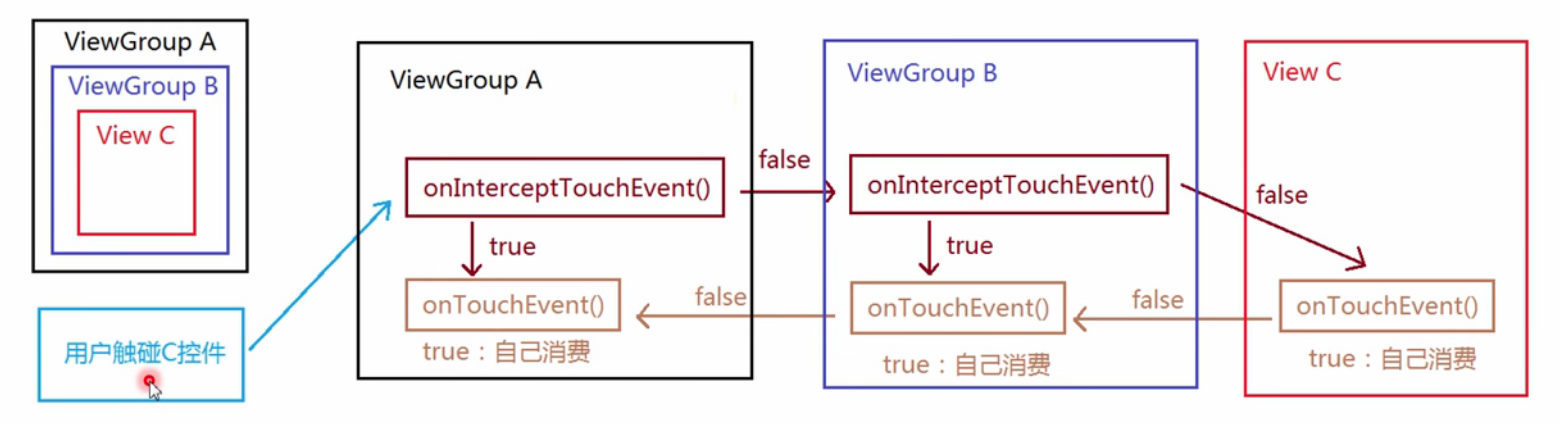 ViewGroup A
ViewGroup B
View C
用户触碰C控件
ViewGroup A
onInterceptTouchEvent()
false
true
onTouchEvent()
false
true：自己消费
ViewGroup B
onInterceptTouchEvent()
false
true
onTouchEvent()
false
true：自己消费
View C
onTouchEvent()
true：自己消费